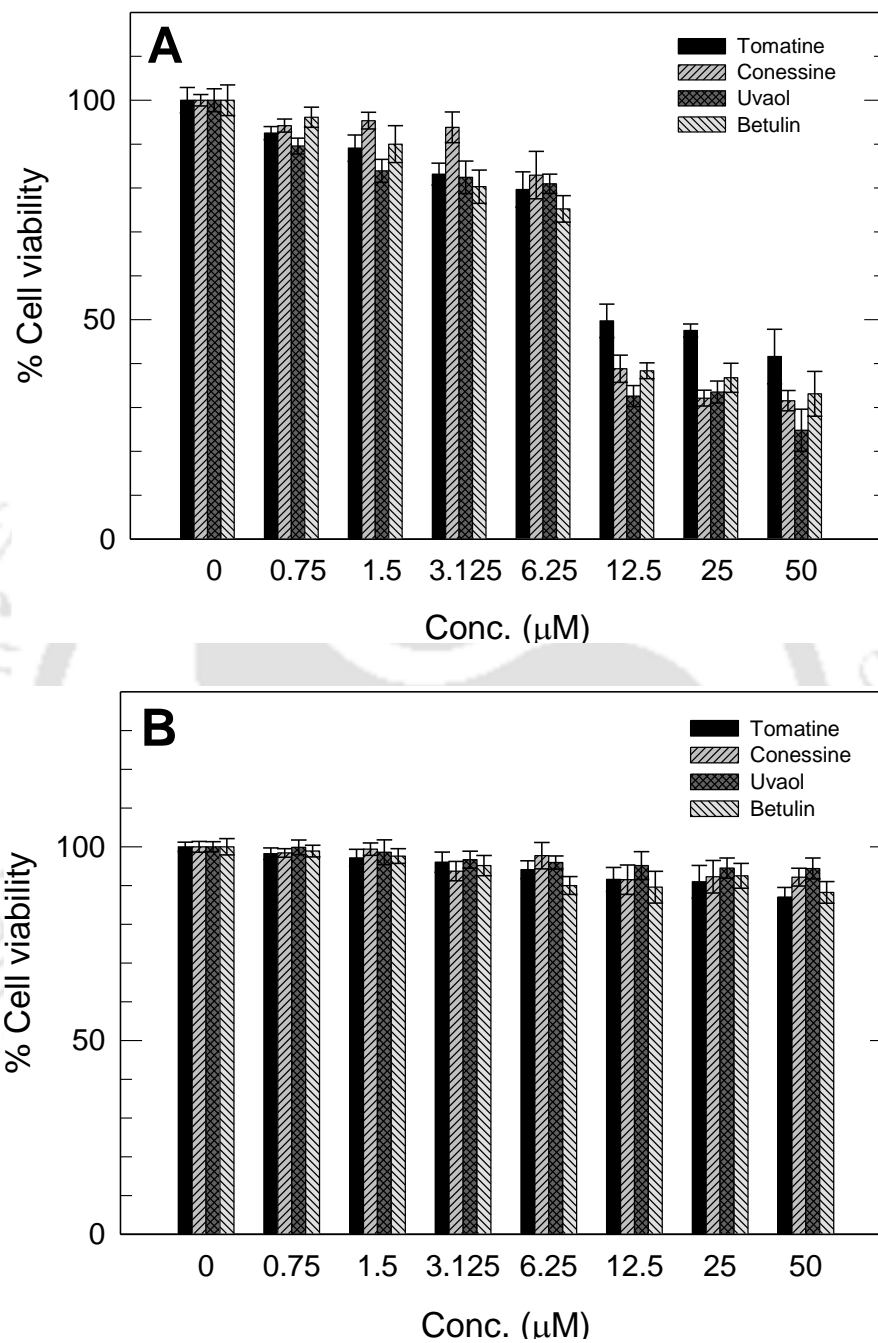 A
Tomatine
Conessine
Uvaol
Betulin
100
50
0
% Cell viability
0 0.75 1.5 3.125 6.25 12.5 25 50
Conc. (μM)
B
Tomatine
Conessine
Uvaol
Betulin
100
50
0
% Cell viability
0 0.75 1.5 3.125 6.25 12.5 25 50
Conc. (μM)